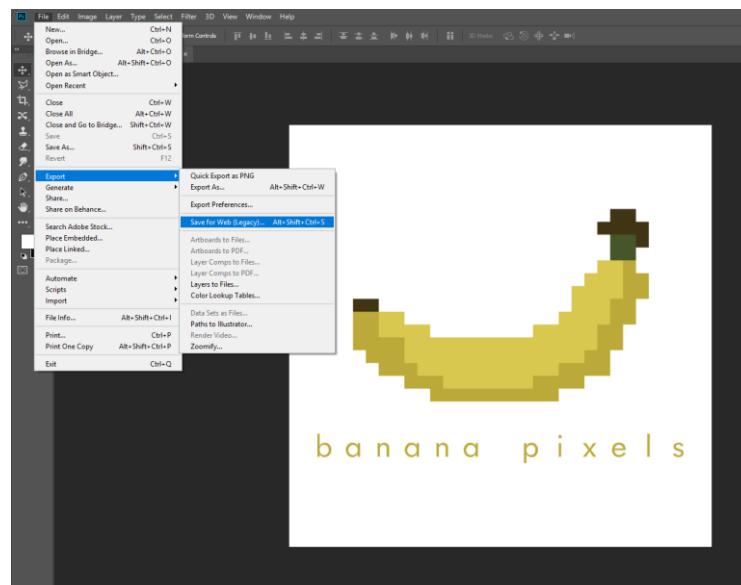 File Edit Image Layer Type Select Filter 3D View Window Help
New... Ctrl+N
Open... Ctrl+O
Browse in Bridge... Alt+Ctrl+O
Open As... Alt+Shift+Ctrl+O
Open as Smart Object...
Open Recent
Close Ctrl+W
Close All Alt+Ctrl+W
Close and Go to Bridge... Shift+Ctrl+W
Save Ctrl+S
Save As... Shift+Ctrl+S
Revert F12
Export
Generate
Share...
Share on Behance...
Search Adobe Stock...
Place Embedded...
Place Linked...
Package...
Automate
Scripts
Import
File Info... Alt+Shift+Ctrl+I
Print... Ctrl+P
Print One Copy Alt+Shift+Ctrl+P
Exit Ctrl+Q
Controls
3D Mode:
Quick Export as PNG
Export As... Alt+Shift+Ctrl+W
Export Preferences...
Save for Web (Legacy)... Alt+Shift+Ctrl+S
Artboards to Files...
Artboards to PDF...
Layer Comps to Files...
Layer Comps to PDF...
Layers to Files...
Color Lookup Tables...
Data Sets as Files...
Paths to Illustrator...
Render Video...
Zoomify...
banana pixels